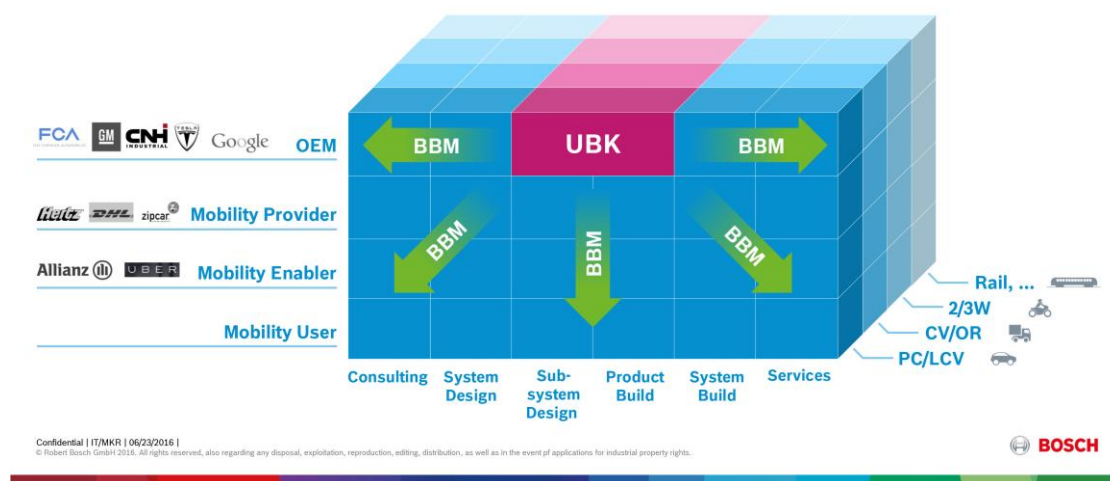 FCA
GM
CNH
INDUSTRIAL
TESLA
Google
OEM
BBM
UBK
BBM
Hertz
DHL
zipcar
Mobility Provider
BBM
BBM
BBM
Allianz
UBER
Mobility Enabler
Mobility User
Rail, ...
2/3W
CV/OR
PC/LCV
Consulting
System
Design
Sub-
system
Design
Product
Build
System
Build
Services
Confidential | IT/MKR | 06/23/2016 |
© Robert Bosch GmbH 2016. All rights reserved, also regarding any disposal, exploitation, reproduction, editing, distribution, as well as in the event pf applications for industrial property rights.
BOSCH